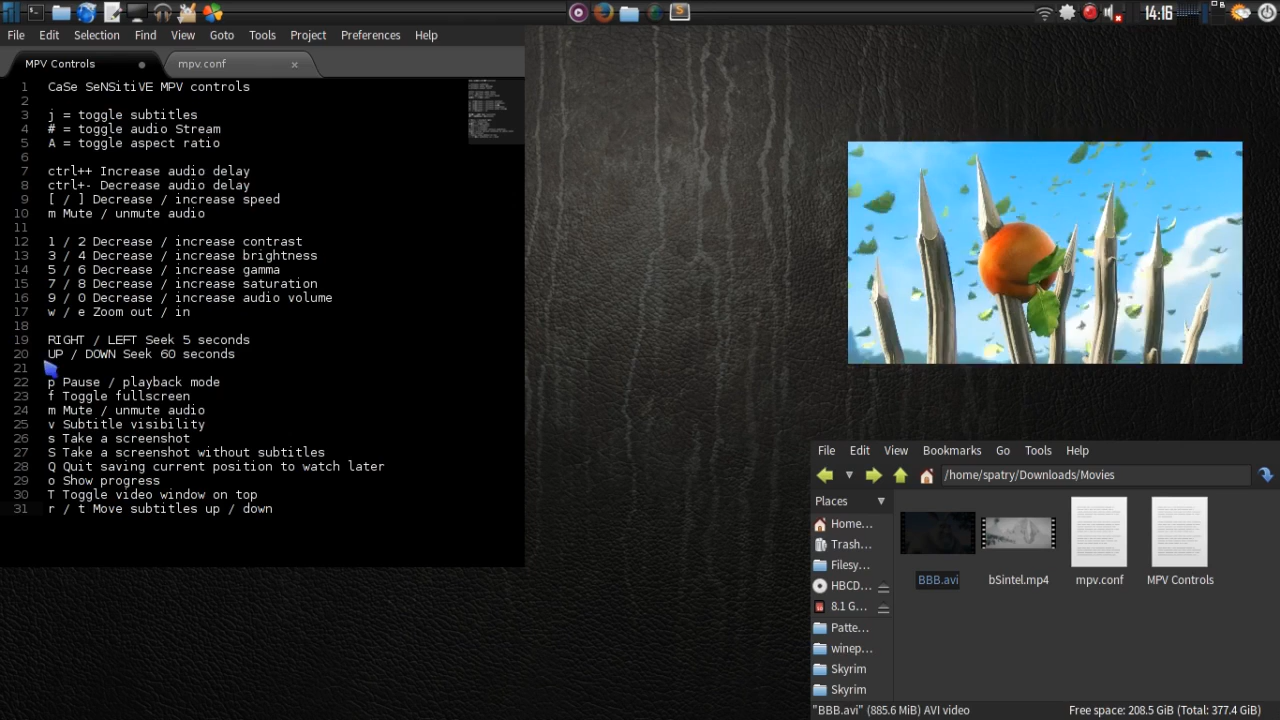 14:16
File Edit Selection Find View Goto Tools Project Preferences Help
MPV Controls
mpv.conf
1 CaSe SeNSitiVE MPV controls
2
3 j = toggle subtitles
4 # = toggle audio Stream
5 A = toggle aspect ratio
6
7 ctrl++ Increase audio delay
8 ctrl+- Decrease audio delay
9 [ / ] Decrease / increase speed
10 m Mute / unmute audio
11
12 1 / 2 Decrease / increase contrast
13 3 / 4 Decrease / increase brightness
14 5 / 6 Decrease / increase gamma
15 7 / 8 Decrease / increase saturation
16 9 / 0 Decrease / increase audio volume
17 w / e Zoom out / in
18
19 RIGHT / LEFT Seek 5 seconds
20 UP / DOWN Seek 60 seconds
21
22 p Pause / playback mode
23 f Toggle fullscreen
24 m Mute / unmute audio
25 v Subtitle visibility
26 s Take a screenshot
27 S Take a screenshot without subtitles
28 Q Quit saving current position to watch later
29 o Show progress
30 T Toggle video window on top
31 r / t Move subtitles up / down
File Edit View Bookmarks Go Tools Help
/home/spatry/Downloads/Movies
Places
Home...
Trash...
Filesy...
HBCD...
8.1 G...
Patte...
winep...
Skyrim
Skyrim
BBB.avi
bSintel.mp4
mpv.conf
MPV Controls
"BBB.avi" (885.6 MiB) AVI video
Free space: 208.5 GiB (Total: 377.4 GiB)